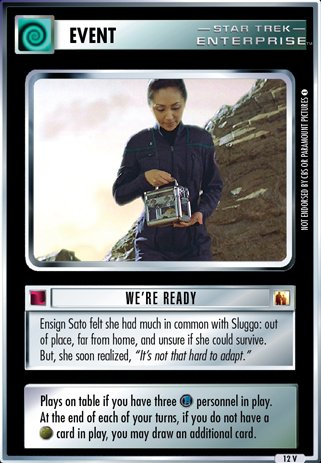 EVENT
STAR TREK
ENTERPRISE™
NOT ENDORSED BY CBS OR PARAMOUNT PICTURES
WE'RE READY
Ensign Sato felt she had much in common with Sluggo: out
of place, far from home, and unsure if she could survive.
But, she soon realized, "It's not that hard to adapt."
Plays on table if you have three personnel in play.
At the end of each of your turns, if you do not have a
card in play, you may draw an additional card.
12 V